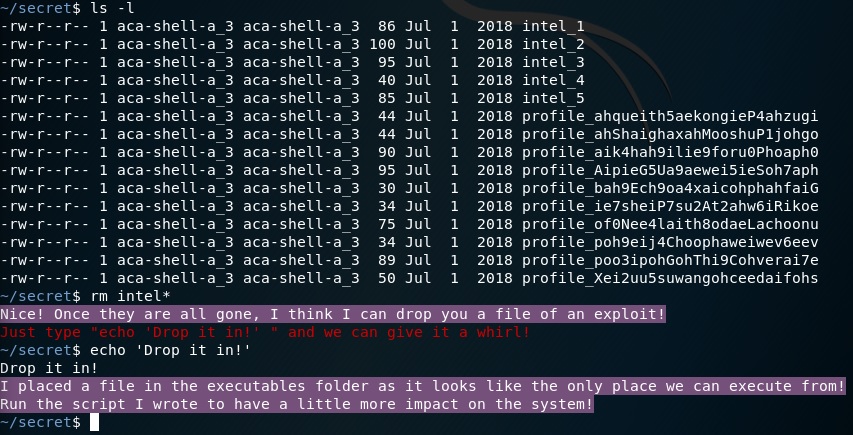 ~/secret$ ls -l
-rw-r--r-- 1 aca-shell-a_3 aca-shell-a_3  86 Jul  1  2018 intel_1
-rw-r--r-- 1 aca-shell-a_3 aca-shell-a_3 100 Jul  1  2018 intel_2
-rw-r--r-- 1 aca-shell-a_3 aca-shell-a_3  95 Jul  1  2018 intel_3
-rw-r--r-- 1 aca-shell-a_3 aca-shell-a_3  40 Jul  1  2018 intel_4
-rw-r--r-- 1 aca-shell-a_3 aca-shell-a_3  85 Jul  1  2018 intel_5
-rw-r--r-- 1 aca-shell-a_3 aca-shell-a_3  44 Jul  1  2018 profile_ahqueith5aekongieP4ahzugi
-rw-r--r-- 1 aca-shell-a_3 aca-shell-a_3  44 Jul  1  2018 profile_ahShaighaxahMooshuP1johgo
-rw-r--r-- 1 aca-shell-a_3 aca-shell-a_3  90 Jul  1  2018 profile_aik4hah9ilie9foru0Phoaph0
-rw-r--r-- 1 aca-shell-a_3 aca-shell-a_3  95 Jul  1  2018 profile_AipieG5Ua9aewei5ieSoh7aph
-rw-r--r-- 1 aca-shell-a_3 aca-shell-a_3  30 Jul  1  2018 profile_bah9Ech9oa4xaicohphahfaiG
-rw-r--r-- 1 aca-shell-a_3 aca-shell-a_3  34 Jul  1  2018 profile_ie7sheiP7su2At2ahw6iRikoe
-rw-r--r-- 1 aca-shell-a_3 aca-shell-a_3  75 Jul  1  2018 profile_of0Nee4laith8odaeLachoonu
-rw-r--r-- 1 aca-shell-a_3 aca-shell-a_3  34 Jul  1  2018 profile_poh9eij4Choophaweiwev6eev
-rw-r--r-- 1 aca-shell-a_3 aca-shell-a_3  89 Jul  1  2018 profile_poo3ipohGohThi9Cohverai7e
-rw-r--r-- 1 aca-shell-a_3 aca-shell-a_3  50 Jul  1  2018 profile_Xei2uu5suwangohceedaifohs
~/secret$ rm intel*
Nice! Once they are all gone, I think I can drop you a file of an exploit!
Just type "echo 'Drop it in!' " and we can give it a whirl!
~/secret$ echo 'Drop it in!'
Drop it in!
I placed a file in the executables folder as it looks like the only place we can execute from!
Run the script I wrote to have a little more impact on the system!
~/secret$